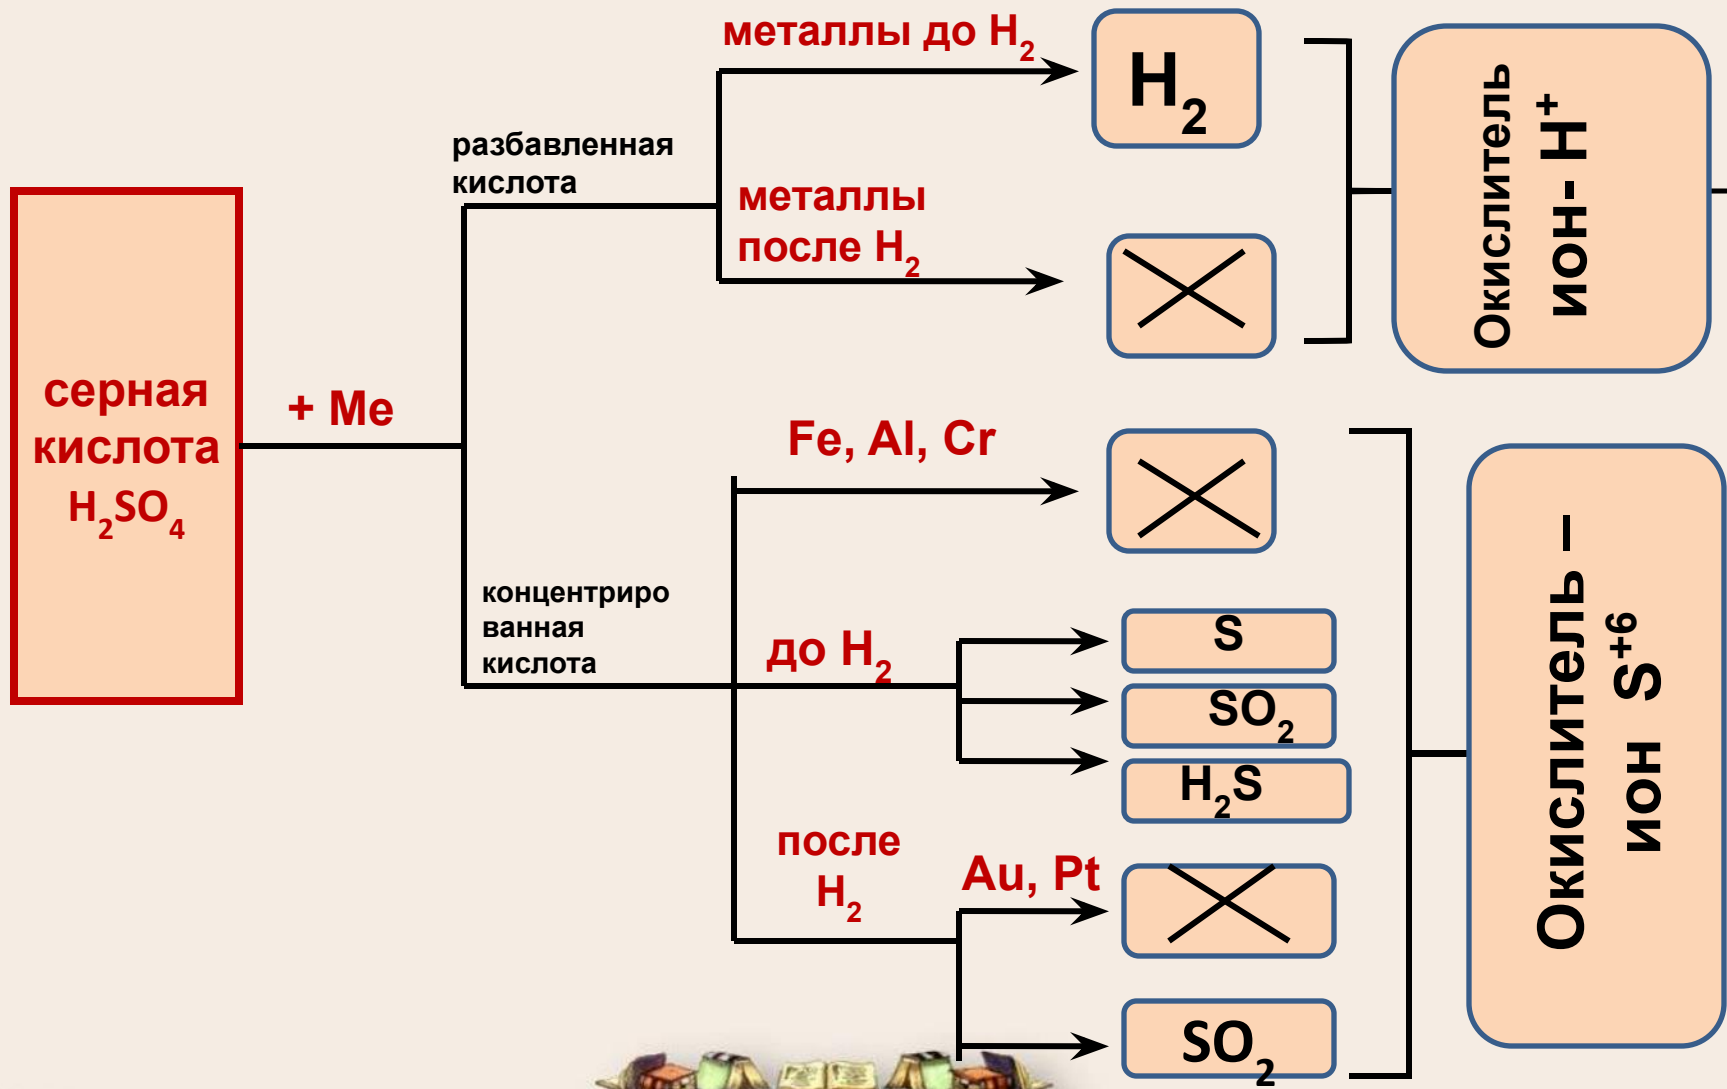 металлы до H₂
H₂
разбавленная
кислота
металлы
после H₂
Окислитель
ион- H⁺
серная
кислота
H₂SO₄
+ Me
Fe, Al, Cr
концентриро
ванная
кислота
до H₂
S
SO₂
H₂S
после
H₂
Au, Pt
SO₂
Окислитель –
ион S⁺⁶